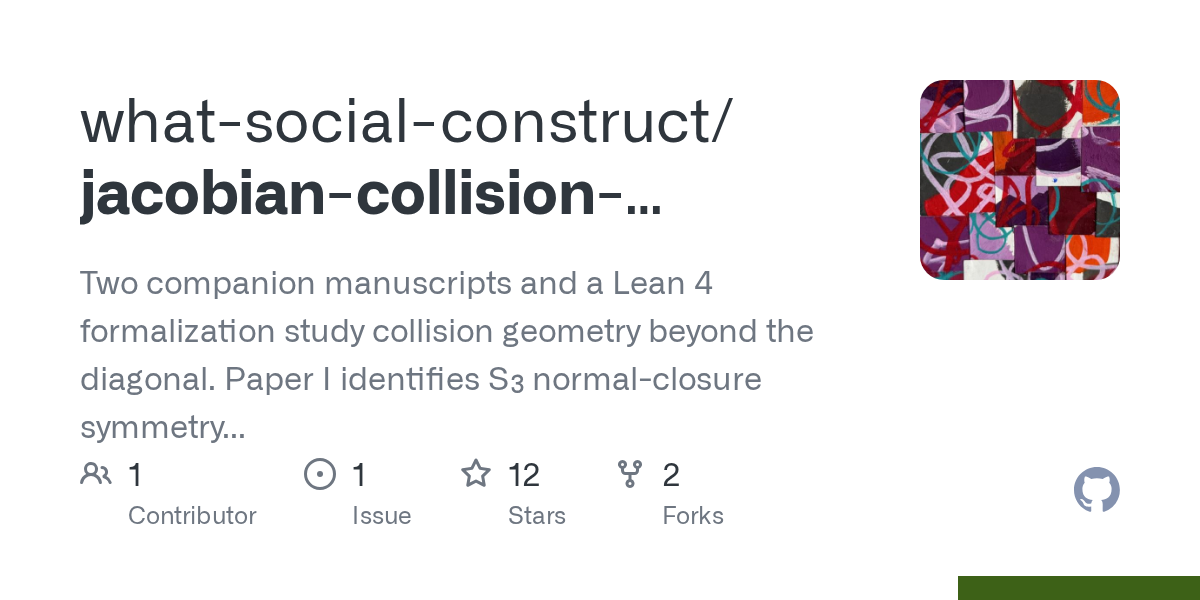 what-social-construct/
jacobian-collision-...
Two companion manuscripts and a Lean 4
formalization study collision geometry beyond the
diagonal. Paper I identifies S₃ normal-closure
symmetry...
1 1 12 2
Contributor Issue Stars Forks